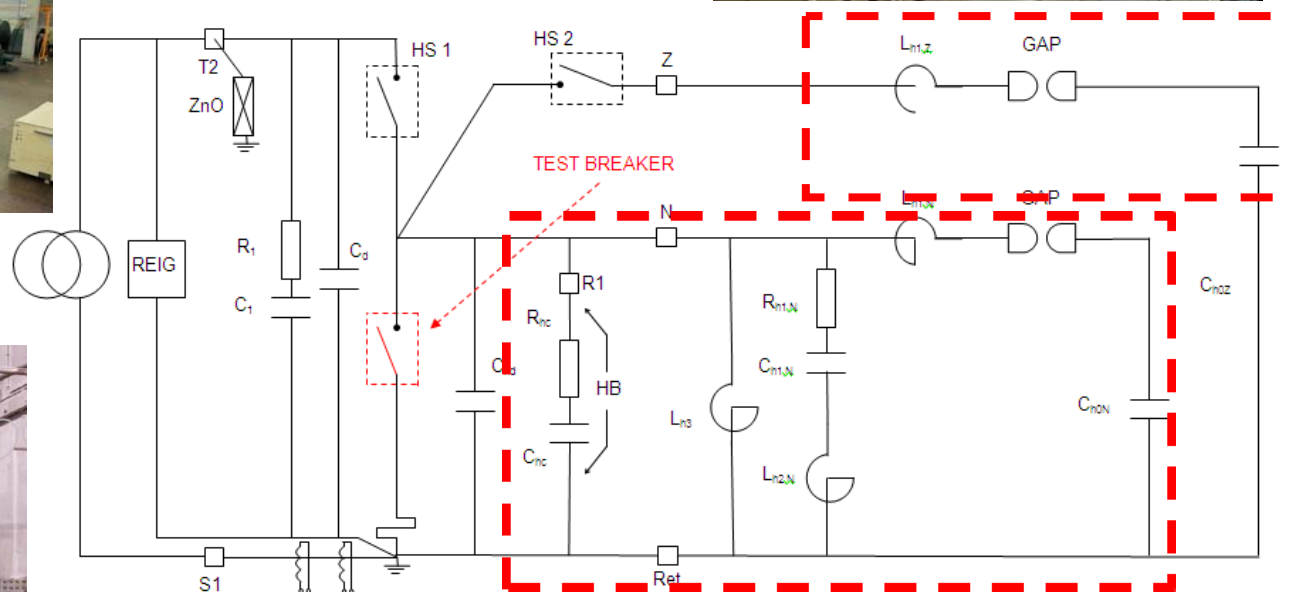 HS 1
HS 2
Z
Lh1,Z
GAP
T2
ZnO
TEST BREAKER
N
Lh1,N
GAP
REIG
R1
Cd
C1
R1
Rhc
HB
Chc
Lh3
Rh1,N
Ch1,N
Lh2,N
Ch0N
Ch0Z
S1
Ret